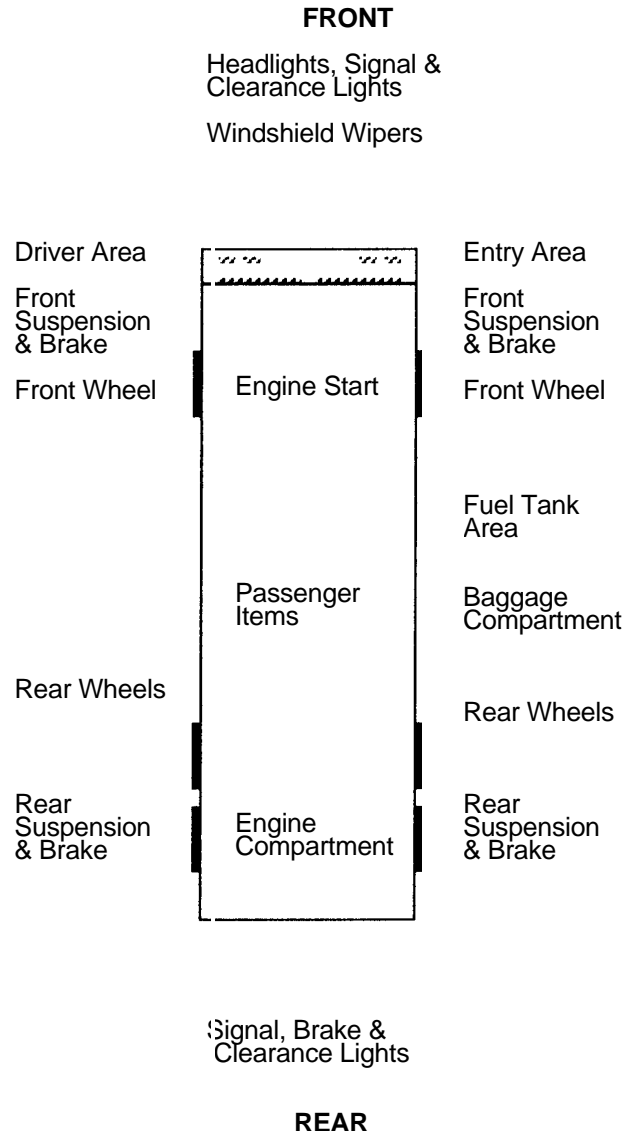 FRONT
Headlights, Signal &
Clearance Lights
Windshield Wipers
Driver Area
Front
Suspension
& Brake
Front Wheel
Rear Wheels
Rear
Suspension
& Brake
Engine Start
Passenger
Items
Engine
Compartment
Entry Area
Front
Suspension
& Brake
Front Wheel
Fuel Tank
Area
Baggage
Compartment
Rear Wheels
Rear
Suspension
& Brake
Signal, Brake &
Clearance Lights
REAR